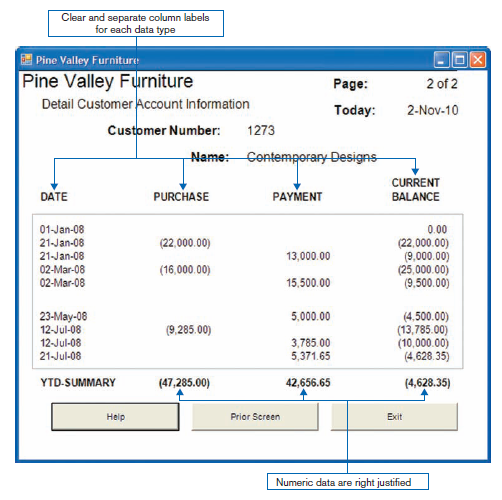 Clear and separate column labels
for each data type
Pine Valley Furniture
Pine Valley Furniture
Page: 2 of 2
Detail Customer Account Information
Today: 2-Nov-10
Customer Number: 1273
Name: Contemporary Designs
DATE PURCHASE PAYMENT CURRENT BALANCE
01-Jan-08 0.00
21-Jan-08 (22,000.00) (22,000.00)
21-Jan-08 13,000.00 (9,000.00)
02-Mar-08 (16,000.00) (25,000.00)
02-Mar-08 15,500.00 (9,500.00)
23-May-08 5,000.00 (4,500.00)
12-Jul-08 (9,285.00) (13,785.00)
12-Jul-08 3,785.00 (10,000.00)
21-Jul-08 5,371.65 (4,628.35)
YTD-SUMMARY (47,285.00) 42,656.65 (4,628.35)
Help Prior Screen Exit
Numeric data are right justified